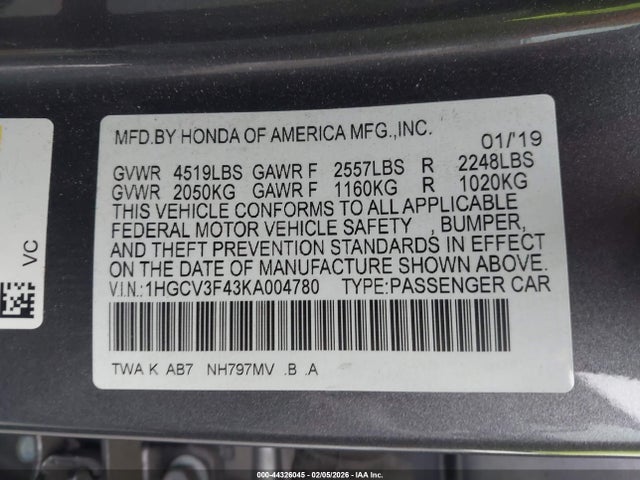 MFD.BY HONDA OF AMERICA MFG.,INC. 01/'19
GVWR 4519LBS GAWR F 2557LBS R 2248LBS
GVWR 2050KG GAWR F 1160KG R 1020KG
THIS VEHICLE CONFORMS TO ALL APPLICABLE
FEDERAL MOTOR VEHICLE SAFETY , BUMPER,
AND THEFT PREVENTION STANDARDS IN EFFECT
ON THE DATE OF MANUFACTURE SHOWN ABOVE.
V.I.N.:1HGCV3F43KA004780 TYPE:PASSENGER CAR
TWA K AB7 NH797MV .B .A
VC
000-44326045 - 02/05/2026 - IAA Inc.